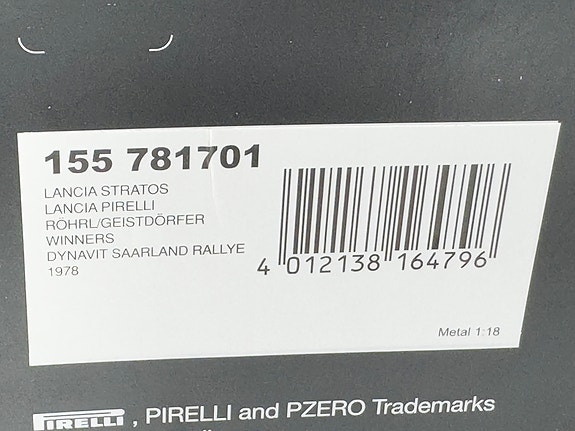 155 781701
LANCIA STRATOS
LANCIA PIRELLI
RÖHRL/GEISTDÖRFER
WINNERS
DYNAVIT SAARLAND RALLYE
1978
4 012138 164796
Metal 1:18
PIRELLI, PIRELLI and PZERO Trademarks